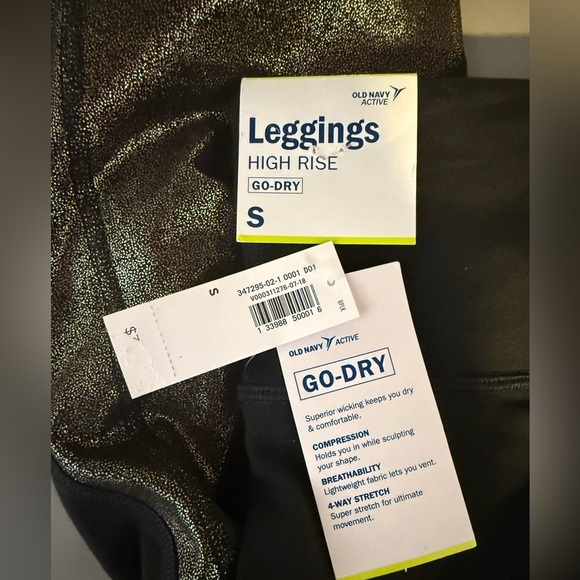 OLD NAVY
ACTIVE
Leggings
HIGH RISE
GO-DRY
S
347295-02-1 0001 D01
V000311276-07-18
S
1 33988 50001 6
$7
OLD NAVY ACTIVE
GO-DRY
Superior wicking keeps you dry
& comfortable.
COMPRESSION
Holds you in while sculpting
your shape.
BREATHABILITY
Lightweight fabric lets you vent.
4-WAY STRETCH
Super stretch for ultimate
movement.